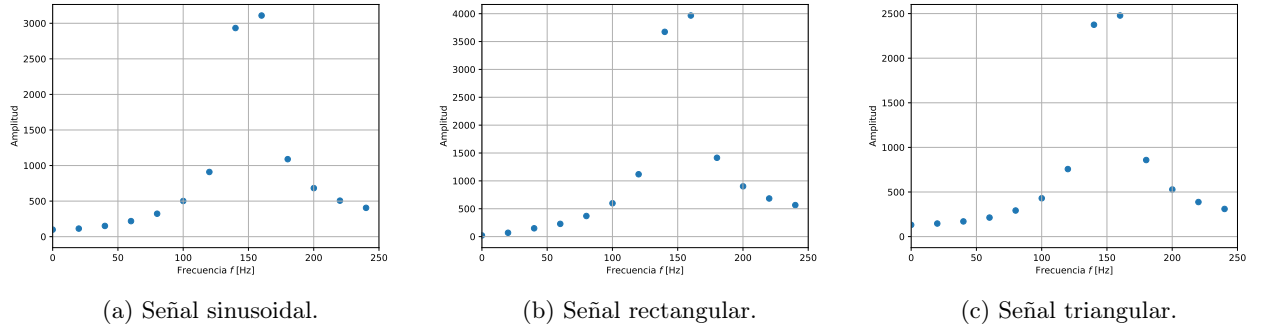 3000
2500
2000
1500
1000
500
0
Amplitud
0 50 100 150 200 250
Frecuencia f [Hz]
(a) Señal sinusoidal.
4000
3500
3000
2500
2000
1500
1000
500
0
Amplitud
0 50 100 150 200 250
Frecuencia f [Hz]
(b) Señal rectangular.
2500
2000
1500
1000
500
0
Amplitud
0 50 100 150 200 250
Frecuencia f [Hz]
(c) Señal triangular.